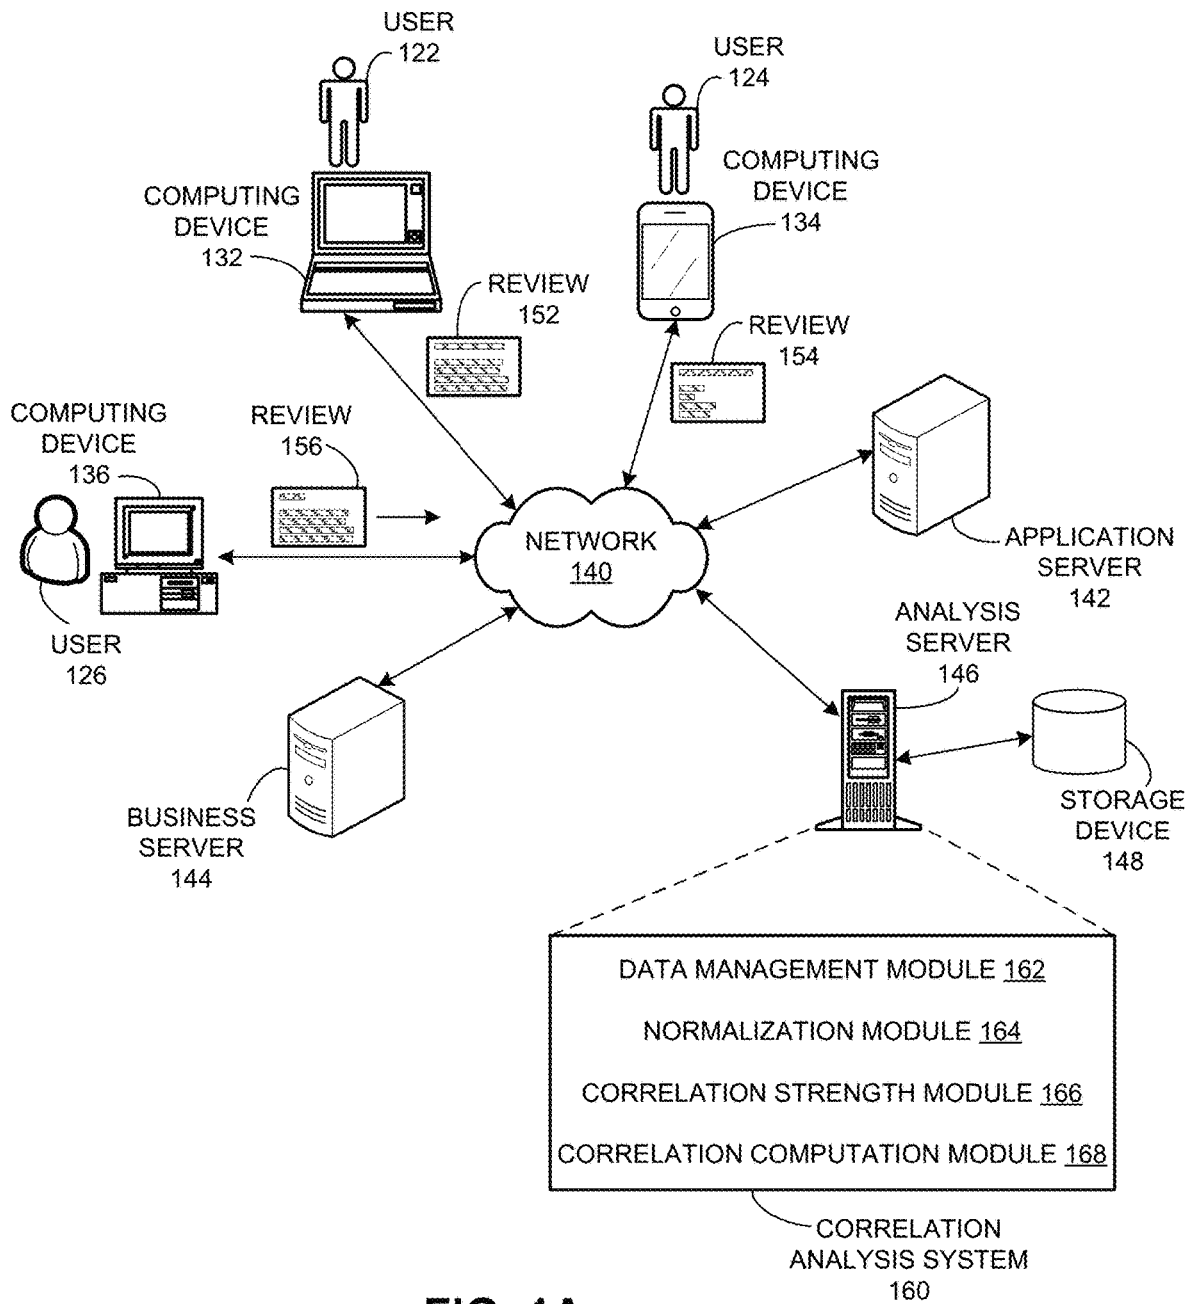 USER
122
USER
124
COMPUTING
DEVICE
132
COMPUTING
DEVICE
134
REVIEW
152
REVIEW
154
COMPUTING
DEVICE
136
REVIEW
156
NETWORK
140
APPLICATION
SERVER
142
USER
126
ANALYSIS
SERVER
146
BUSINESS
SERVER
144
STORAGE
DEVICE
148
DATA MANAGEMENT MODULE 162
NORMALIZATION MODULE 164
CORRELATION STRENGTH MODULE 166
CORRELATION COMPUTATION MODULE 168
CORRELATION
ANALYSIS SYSTEM
160
FIG. 1A